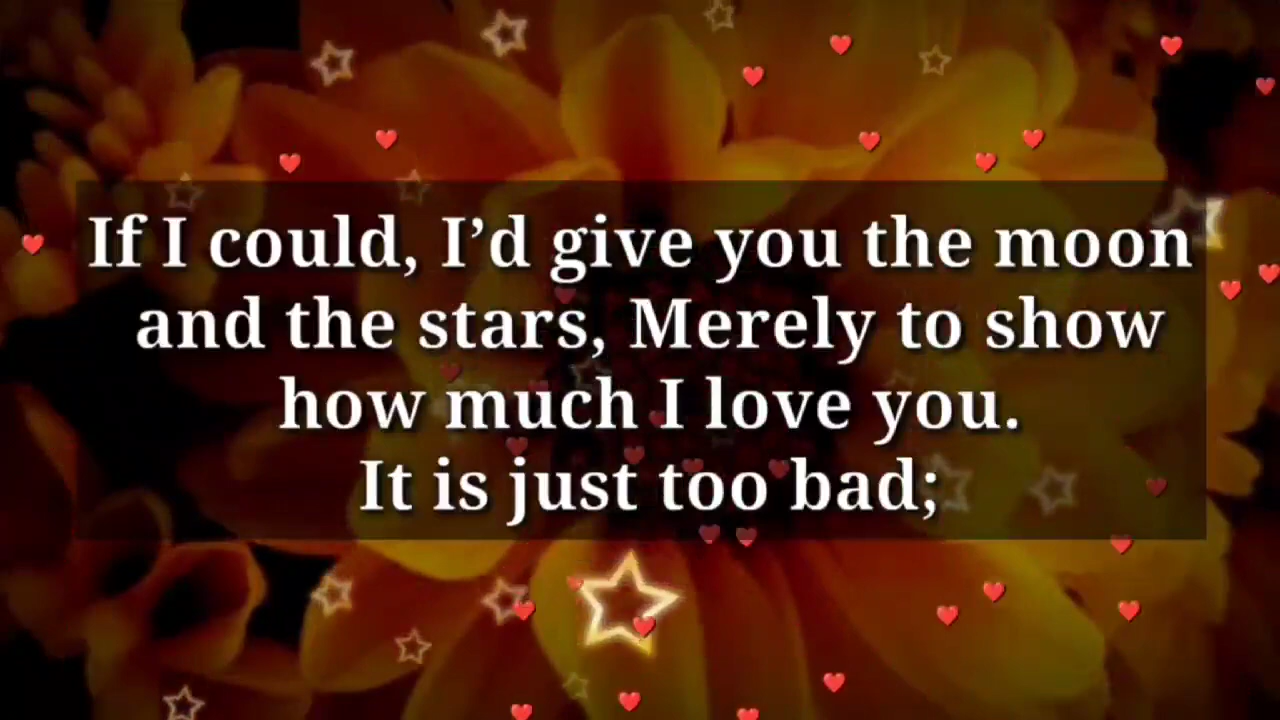 If I could, I’d give you the moon
and the stars, Merely to show
how much I love you.
It is just too bad;